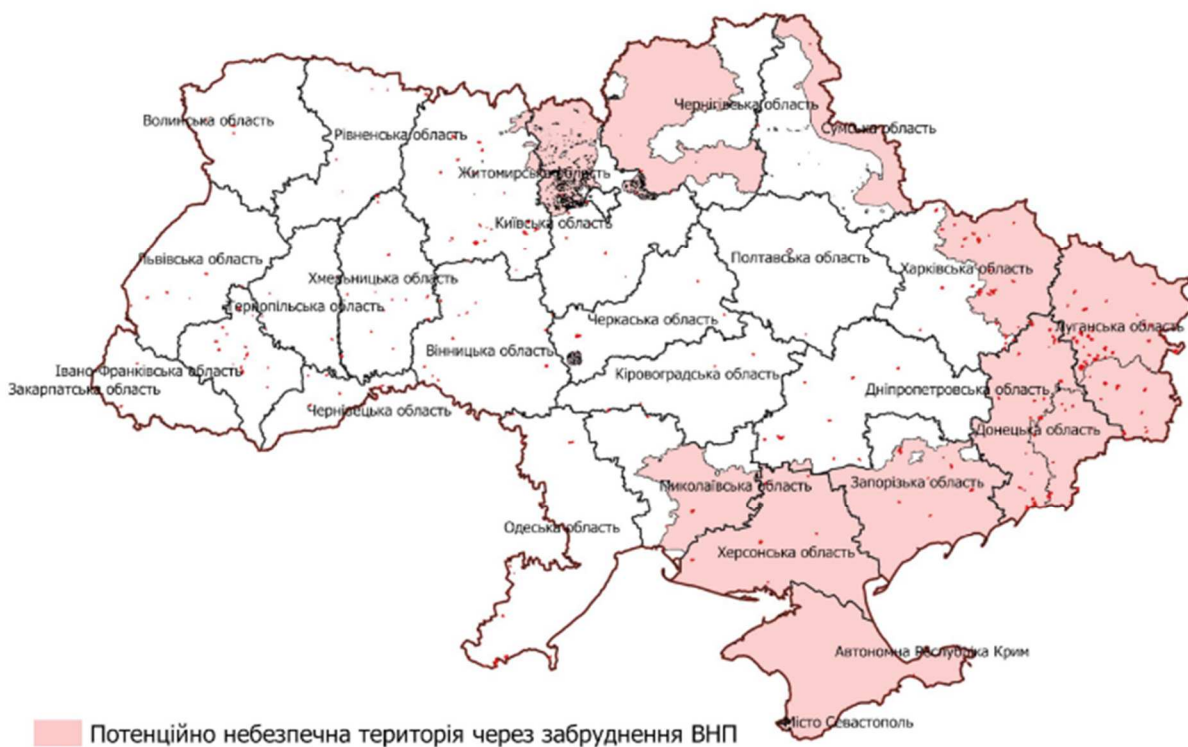 Волинська область
Рівненська область
Чернігівська область
Сумська область
Житомирська область
Київська область
Львівська область
Хмельницька область
Тернопільська область
Полтавська область
Харківська область
Луганська область
Черкаська область
Вінницька область
Івано-Франківська область
Закарпатська область
Кіровоградська область
Дніпропетровська область
Чернівецька область
Донецька область
Миколаївська область
Запорізька область
Одеська область
Херсонська область
Автономна Республіка Крим
Місто Севастополь
Потенційно небезпечна територія через забруднення ВНП